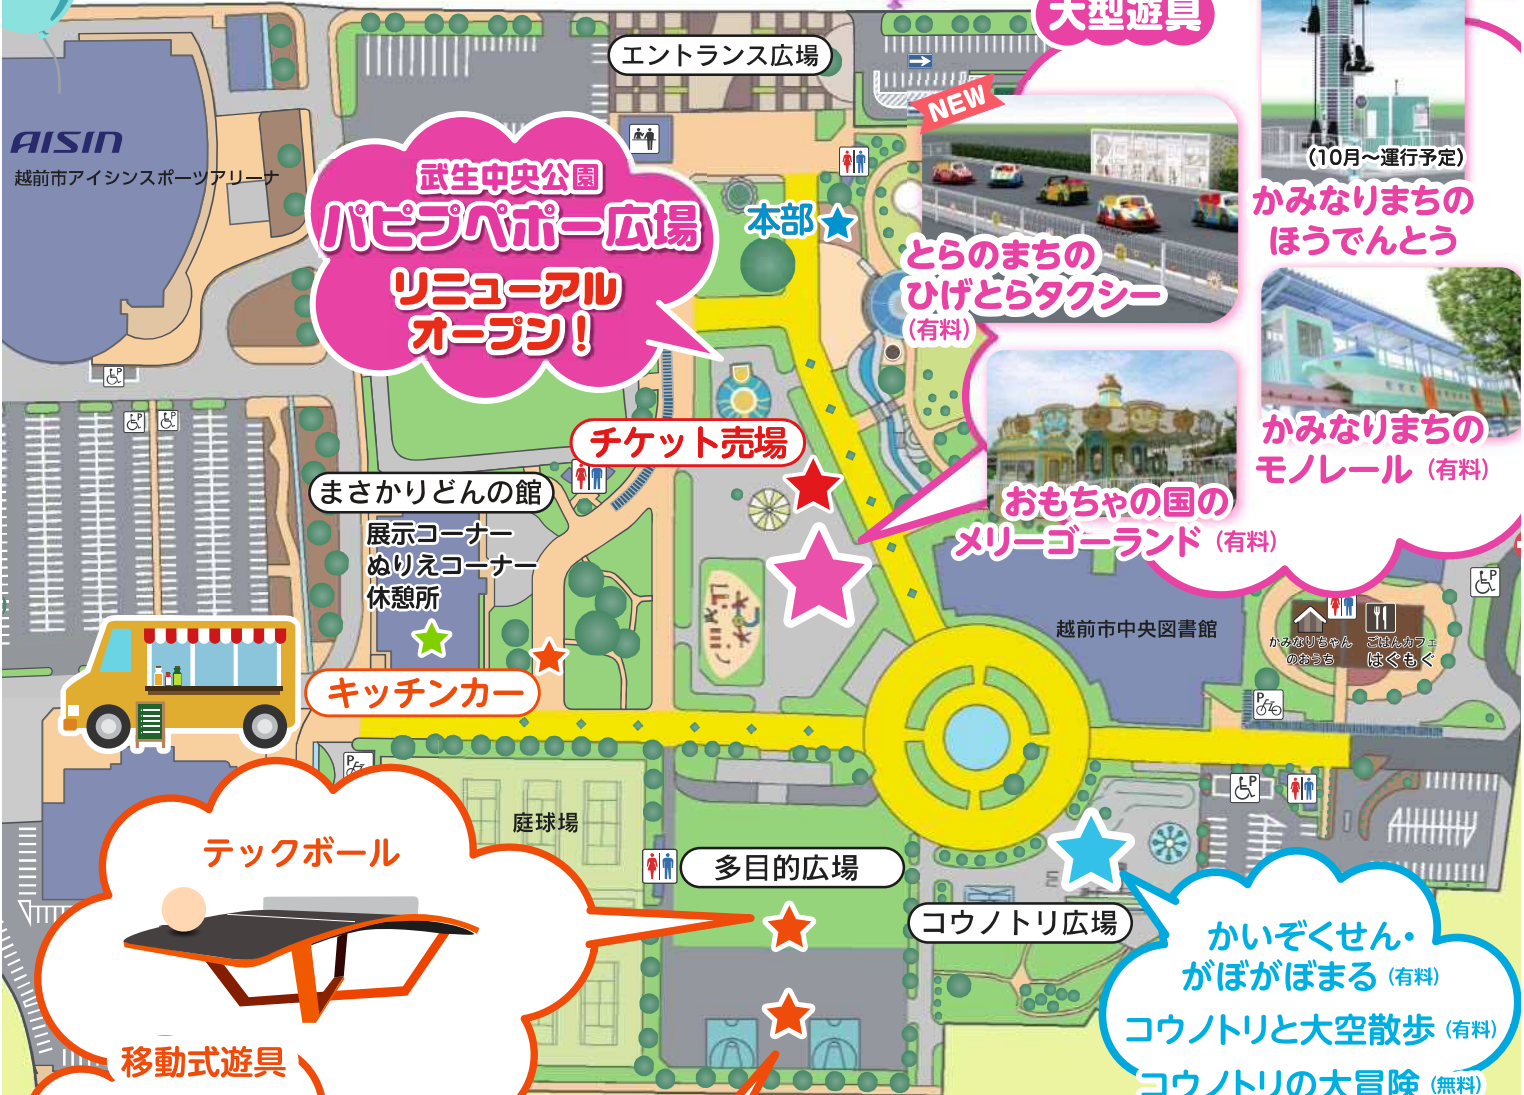 大型遊具
エントランス広場
NEW
AISIN
越前市アイシンスポーツアリーナ
(10月～運行予定)
かみなりまちの
ほうでんとう
武生中央公園
パピプペポー広場
リニューアル
オープン!
本部
とらのまちの
ひげとらタクシー
(有料)
P
P
P
チケット売場
かみなりまちの
モノレール (有料)
まさかりどんの館
展示コーナー
ぬりえコーナー
休憩所
おもちゃの国の
メリーゴーランド (有料)
P
越前市中央図書館
かみなりちゃん
のおうち
ごはんカフェ
はぐもぐ
キッチンカー
P
P
P
庭球場
テックボール
多目的広場
コウノトリ広場
かいぞくせん・
がぼがぼまる (有料)
コウノトリと大空散歩 (有料)
コウノトリの大冒険 (無料)
移動式遊具